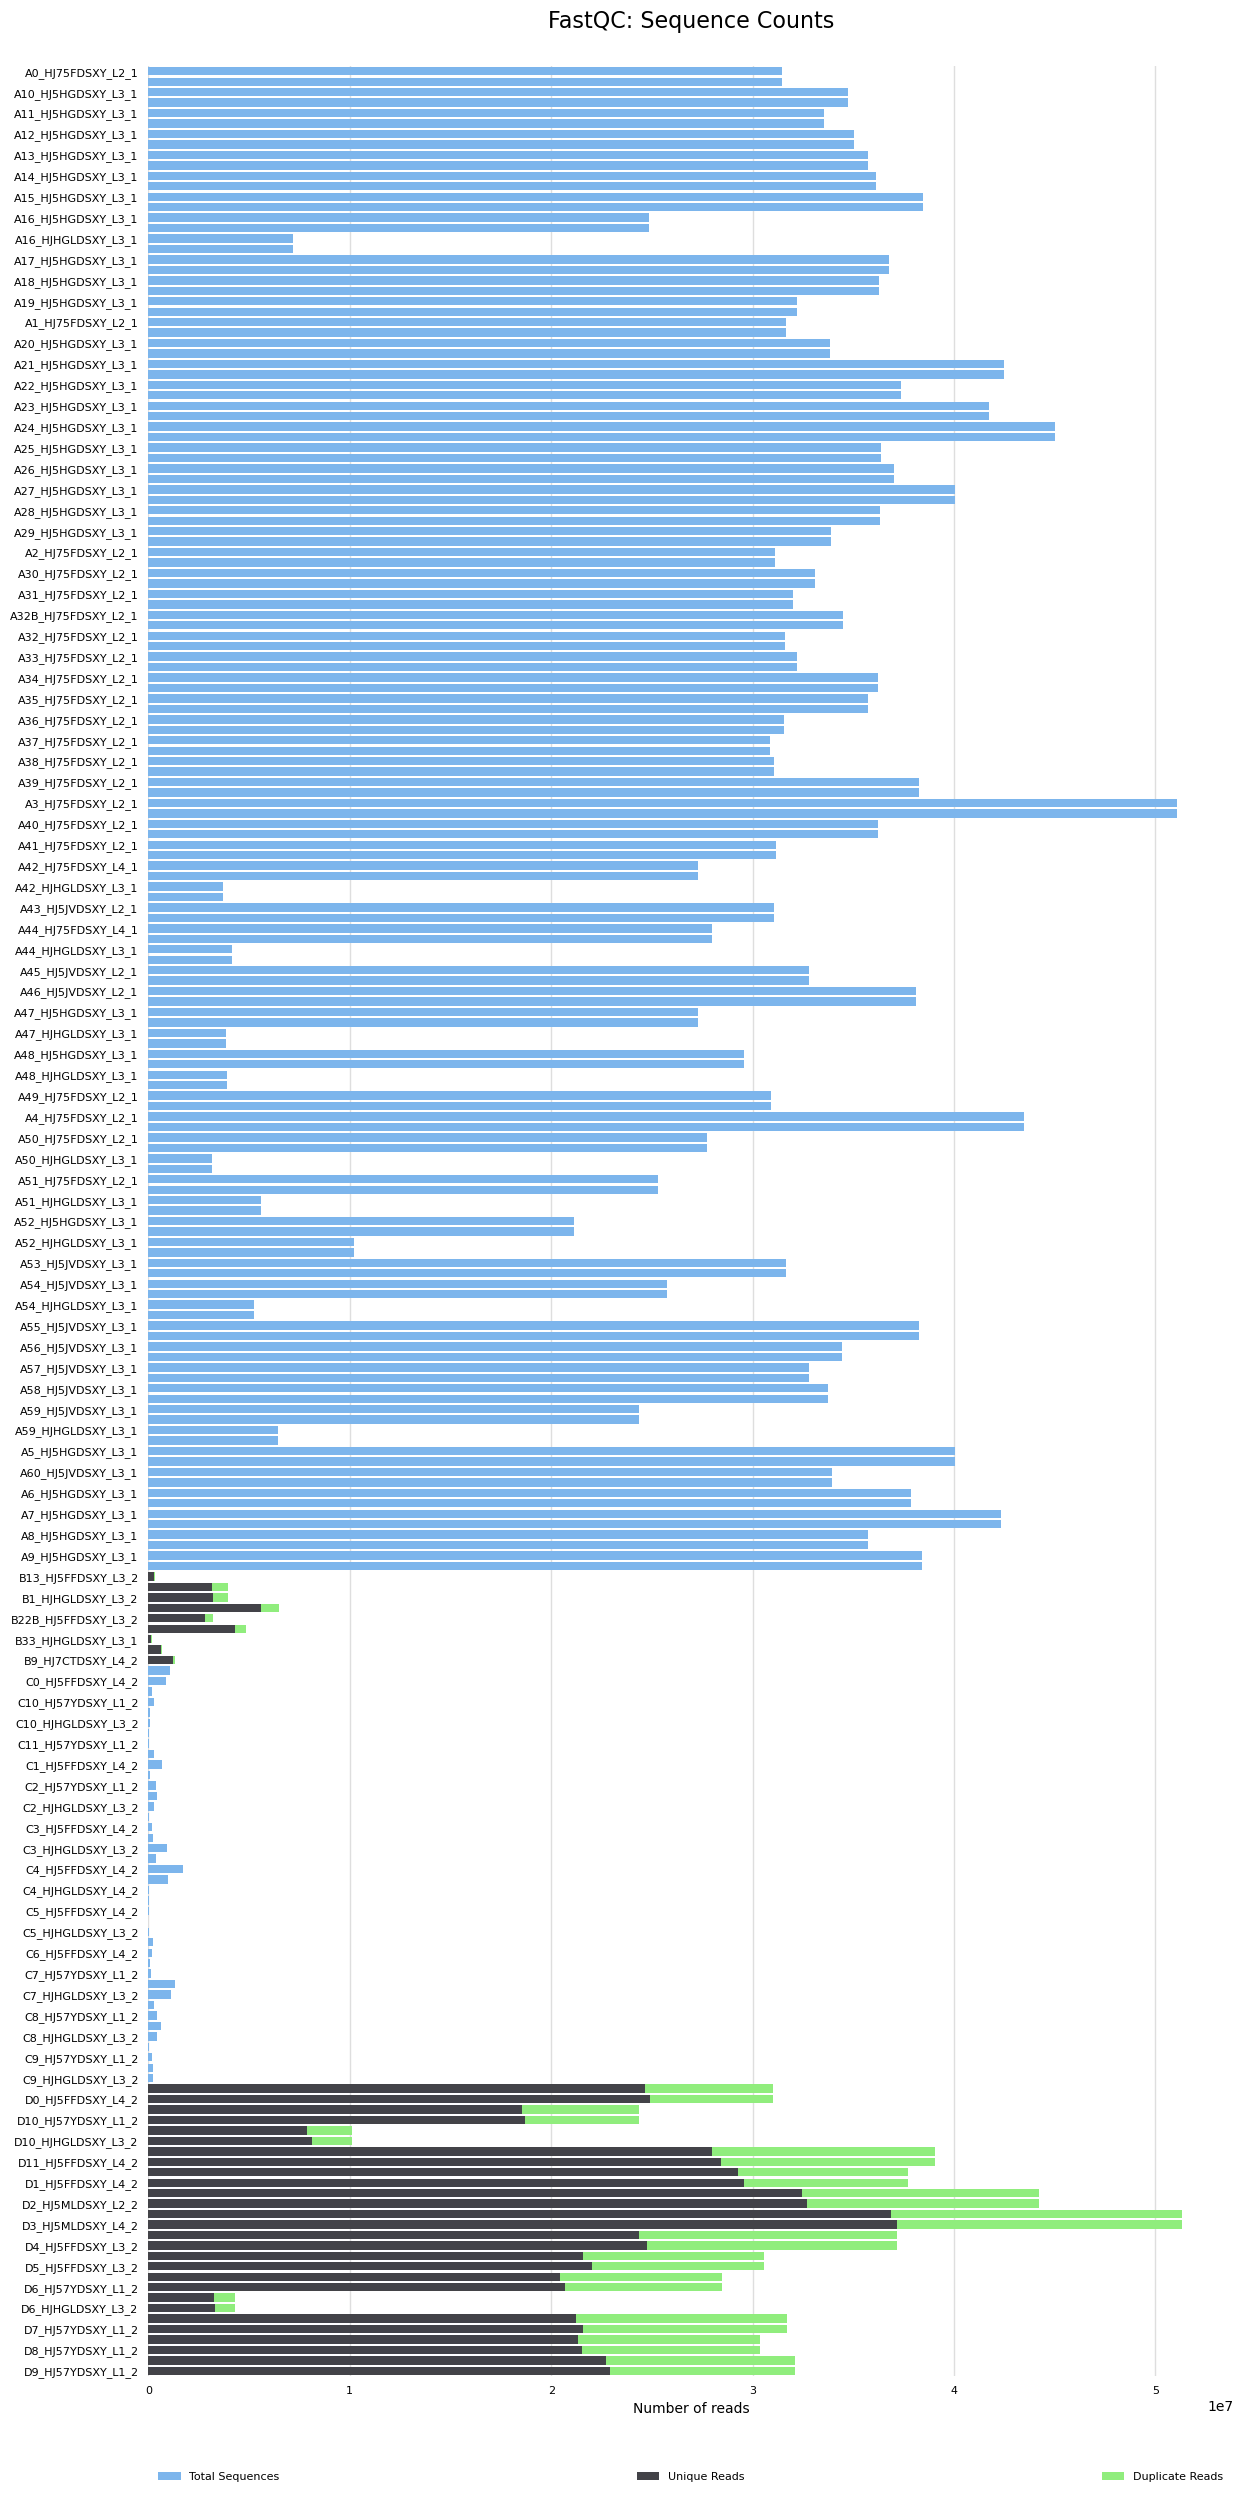 FastQC: Sequence Counts
A0_HJ75FDSXY_L2_1
A10_HJ5HGDSXY_L3_1
A11_HJ5HGDSXY_L3_1
A12_HJ5HGDSXY_L3_1
A13_HJ5HGDSXY_L3_1
A14_HJ5HGDSXY_L3_1
A15_HJ5HGDSXY_L3_1
A16_HJ5HGDSXY_L3_1
A16_HJHGLDSXY_L3_1
A17_HJ5HGDSXY_L3_1
A18_HJ5HGDSXY_L3_1
A19_HJ5HGDSXY_L3_1
A1_HJ75FDSXY_L2_1
A20_HJ5HGDSXY_L3_1
A21_HJ5HGDSXY_L3_1
A22_HJ5HGDSXY_L3_1
A23_HJ5HGDSXY_L3_1
A24_HJ5HGDSXY_L3_1
A25_HJ5HGDSXY_L3_1
A26_HJ5HGDSXY_L3_1
A27_HJ5HGDSXY_L3_1
A28_HJ5HGDSXY_L3_1
A29_HJ5HGDSXY_L3_1
A2_HJ75FDSXY_L2_1
A30_HJ75FDSXY_L2_1
A31_HJ75FDSXY_L2_1
A32B_HJ75FDSXY_L2_1
A32_HJ75FDSXY_L2_1
A33_HJ75FDSXY_L2_1
A34_HJ75FDSXY_L2_1
A35_HJ75FDSXY_L2_1
A36_HJ75FDSXY_L2_1
A37_HJ75FDSXY_L2_1
A38_HJ75FDSXY_L2_1
A39_HJ75FDSXY_L2_1
A3_HJ75FDSXY_L2_1
A40_HJ75FDSXY_L2_1
A41_HJ75FDSXY_L2_1
A42_HJ75FDSXY_L4_1
A42_HJHGLDSXY_L3_1
A43_HJ5JVDSXY_L2_1
A44_HJ75FDSXY_L4_1
A44_HJHGLDSXY_L3_1
A45_HJ5JVDSXY_L2_1
A46_HJ5JVDSXY_L2_1
A47_HJ5HGDSXY_L3_1
A47_HJHGLDSXY_L3_1
A48_HJ5HGDSXY_L3_1
A48_HJHGLDSXY_L3_1
A49_HJ75FDSXY_L2_1
A4_HJ75FDSXY_L2_1
A50_HJ75FDSXY_L2_1
A50_HJHGLDSXY_L3_1
A51_HJ75FDSXY_L2_1
A51_HJHGLDSXY_L3_1
A52_HJ5HGDSXY_L3_1
A52_HJHGLDSXY_L3_1
A53_HJ5JVDSXY_L3_1
A54_HJ5JVDSXY_L3_1
A54_HJHGLDSXY_L3_1
A55_HJ5JVDSXY_L3_1
A56_HJ5JVDSXY_L3_1
A57_HJ5JVDSXY_L3_1
A58_HJ5JVDSXY_L3_1
A59_HJ5JVDSXY_L3_1
A59_HJHGLDSXY_L3_1
A5_HJ5HGDSXY_L3_1
A60_HJ5JVDSXY_L3_1
A6_HJ5HGDSXY_L3_1
A7_HJ5HGDSXY_L3_1
A8_HJ5HGDSXY_L3_1
A9_HJ5HGDSXY_L3_1
B13_HJ5FFDSXY_L3_2
B1_HJHGLDSXY_L3_2
B22B_HJ5FFDSXY_L3_2
B33_HJHGLDSXY_L3_1
B9_HJ7CTDSXY_L4_2
C0_HJ5FFDSXY_L4_2
C10_HJ57YDSXY_L1_2
C10_HJHGLDSXY_L3_2
C11_HJ57YDSXY_L1_2
C1_HJ5FFDSXY_L4_2
C2_HJ57YDSXY_L1_2
C2_HJHGLDSXY_L3_2
C3_HJ5FFDSXY_L4_2
C3_HJHGLDSXY_L3_2
C4_HJ5FFDSXY_L4_2
C4_HJHGLDSXY_L4_2
C5_HJ5FFDSXY_L4_2
C5_HJHGLDSXY_L3_2
C6_HJ5FFDSXY_L4_2
C7_HJ57YDSXY_L1_2
C7_HJHGLDSXY_L3_2
C8_HJ57YDSXY_L1_2
C8_HJHGLDSXY_L3_2
C9_HJ57YDSXY_L1_2
C9_HJHGLDSXY_L3_2
D0_HJ5FFDSXY_L4_2
D10_HJ57YDSXY_L1_2
D10_HJHGLDSXY_L3_2
D11_HJ5FFDSXY_L4_2
D1_HJ5FFDSXY_L4_2
D2_HJ5MLDSXY_L2_2
D3_HJ5MLDSXY_L4_2
D4_HJ5FFDSXY_L3_2
D5_HJ5FFDSXY_L3_2
D6_HJ57YDSXY_L1_2
D6_HJHGLDSXY_L3_2
D7_HJ57YDSXY_L1_2
D8_HJ57YDSXY_L1_2
D9_HJ57YDSXY_L1_2
0 1 2 3 4 5
1e7
Number of reads
Total Sequences Unique Reads Duplicate Reads